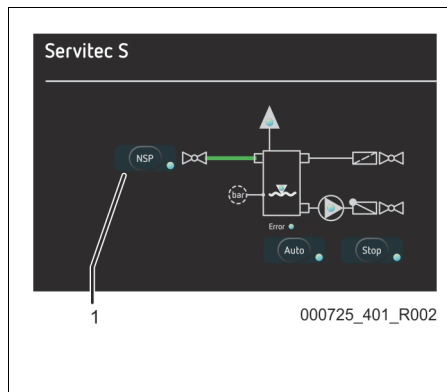 Servitec S
NSP
bar
Error
Auto
Stop
1
000725_401_R002